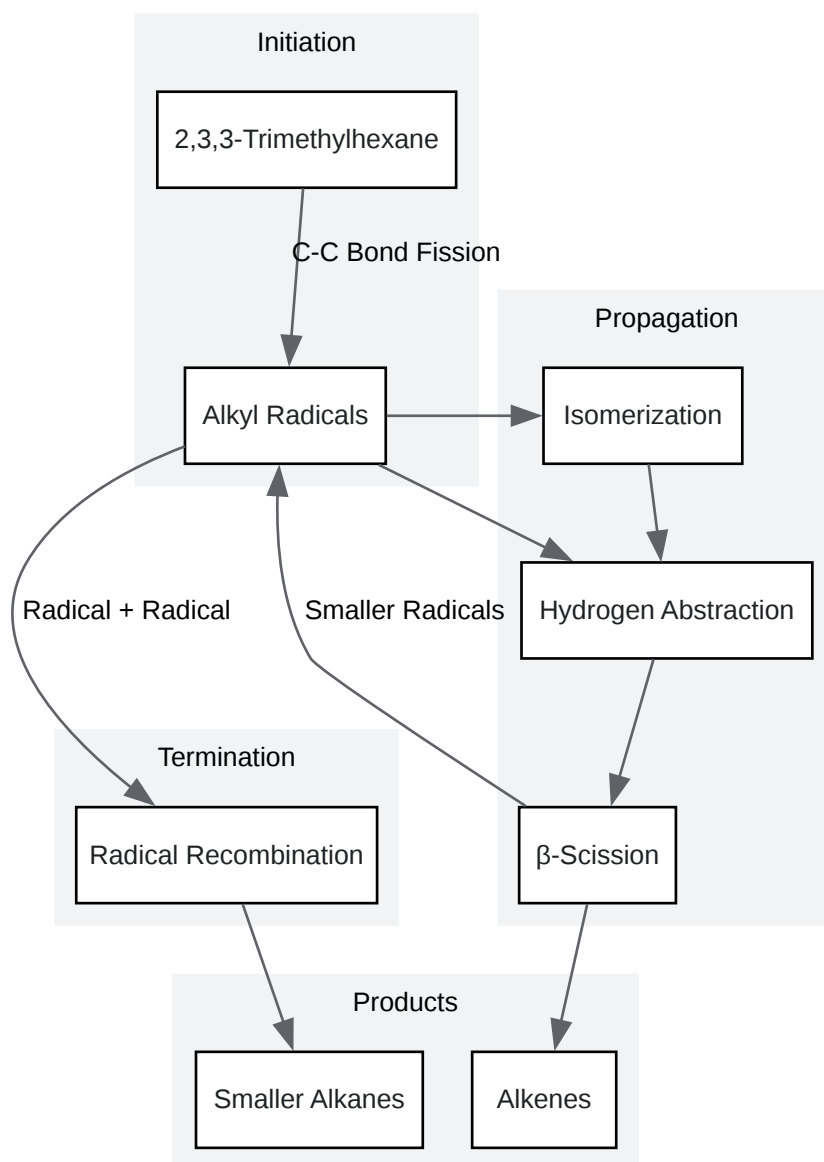 Initiation
2,3,3-Trimethylhexane
C-C Bond Fission
Propagation
Alkyl Radicals
Isomerization
Radical + Radical
Smaller Radicals
Hydrogen Abstraction
Termination
Radical Recombination
β-Scission
Products
Smaller Alkanes
Alkenes